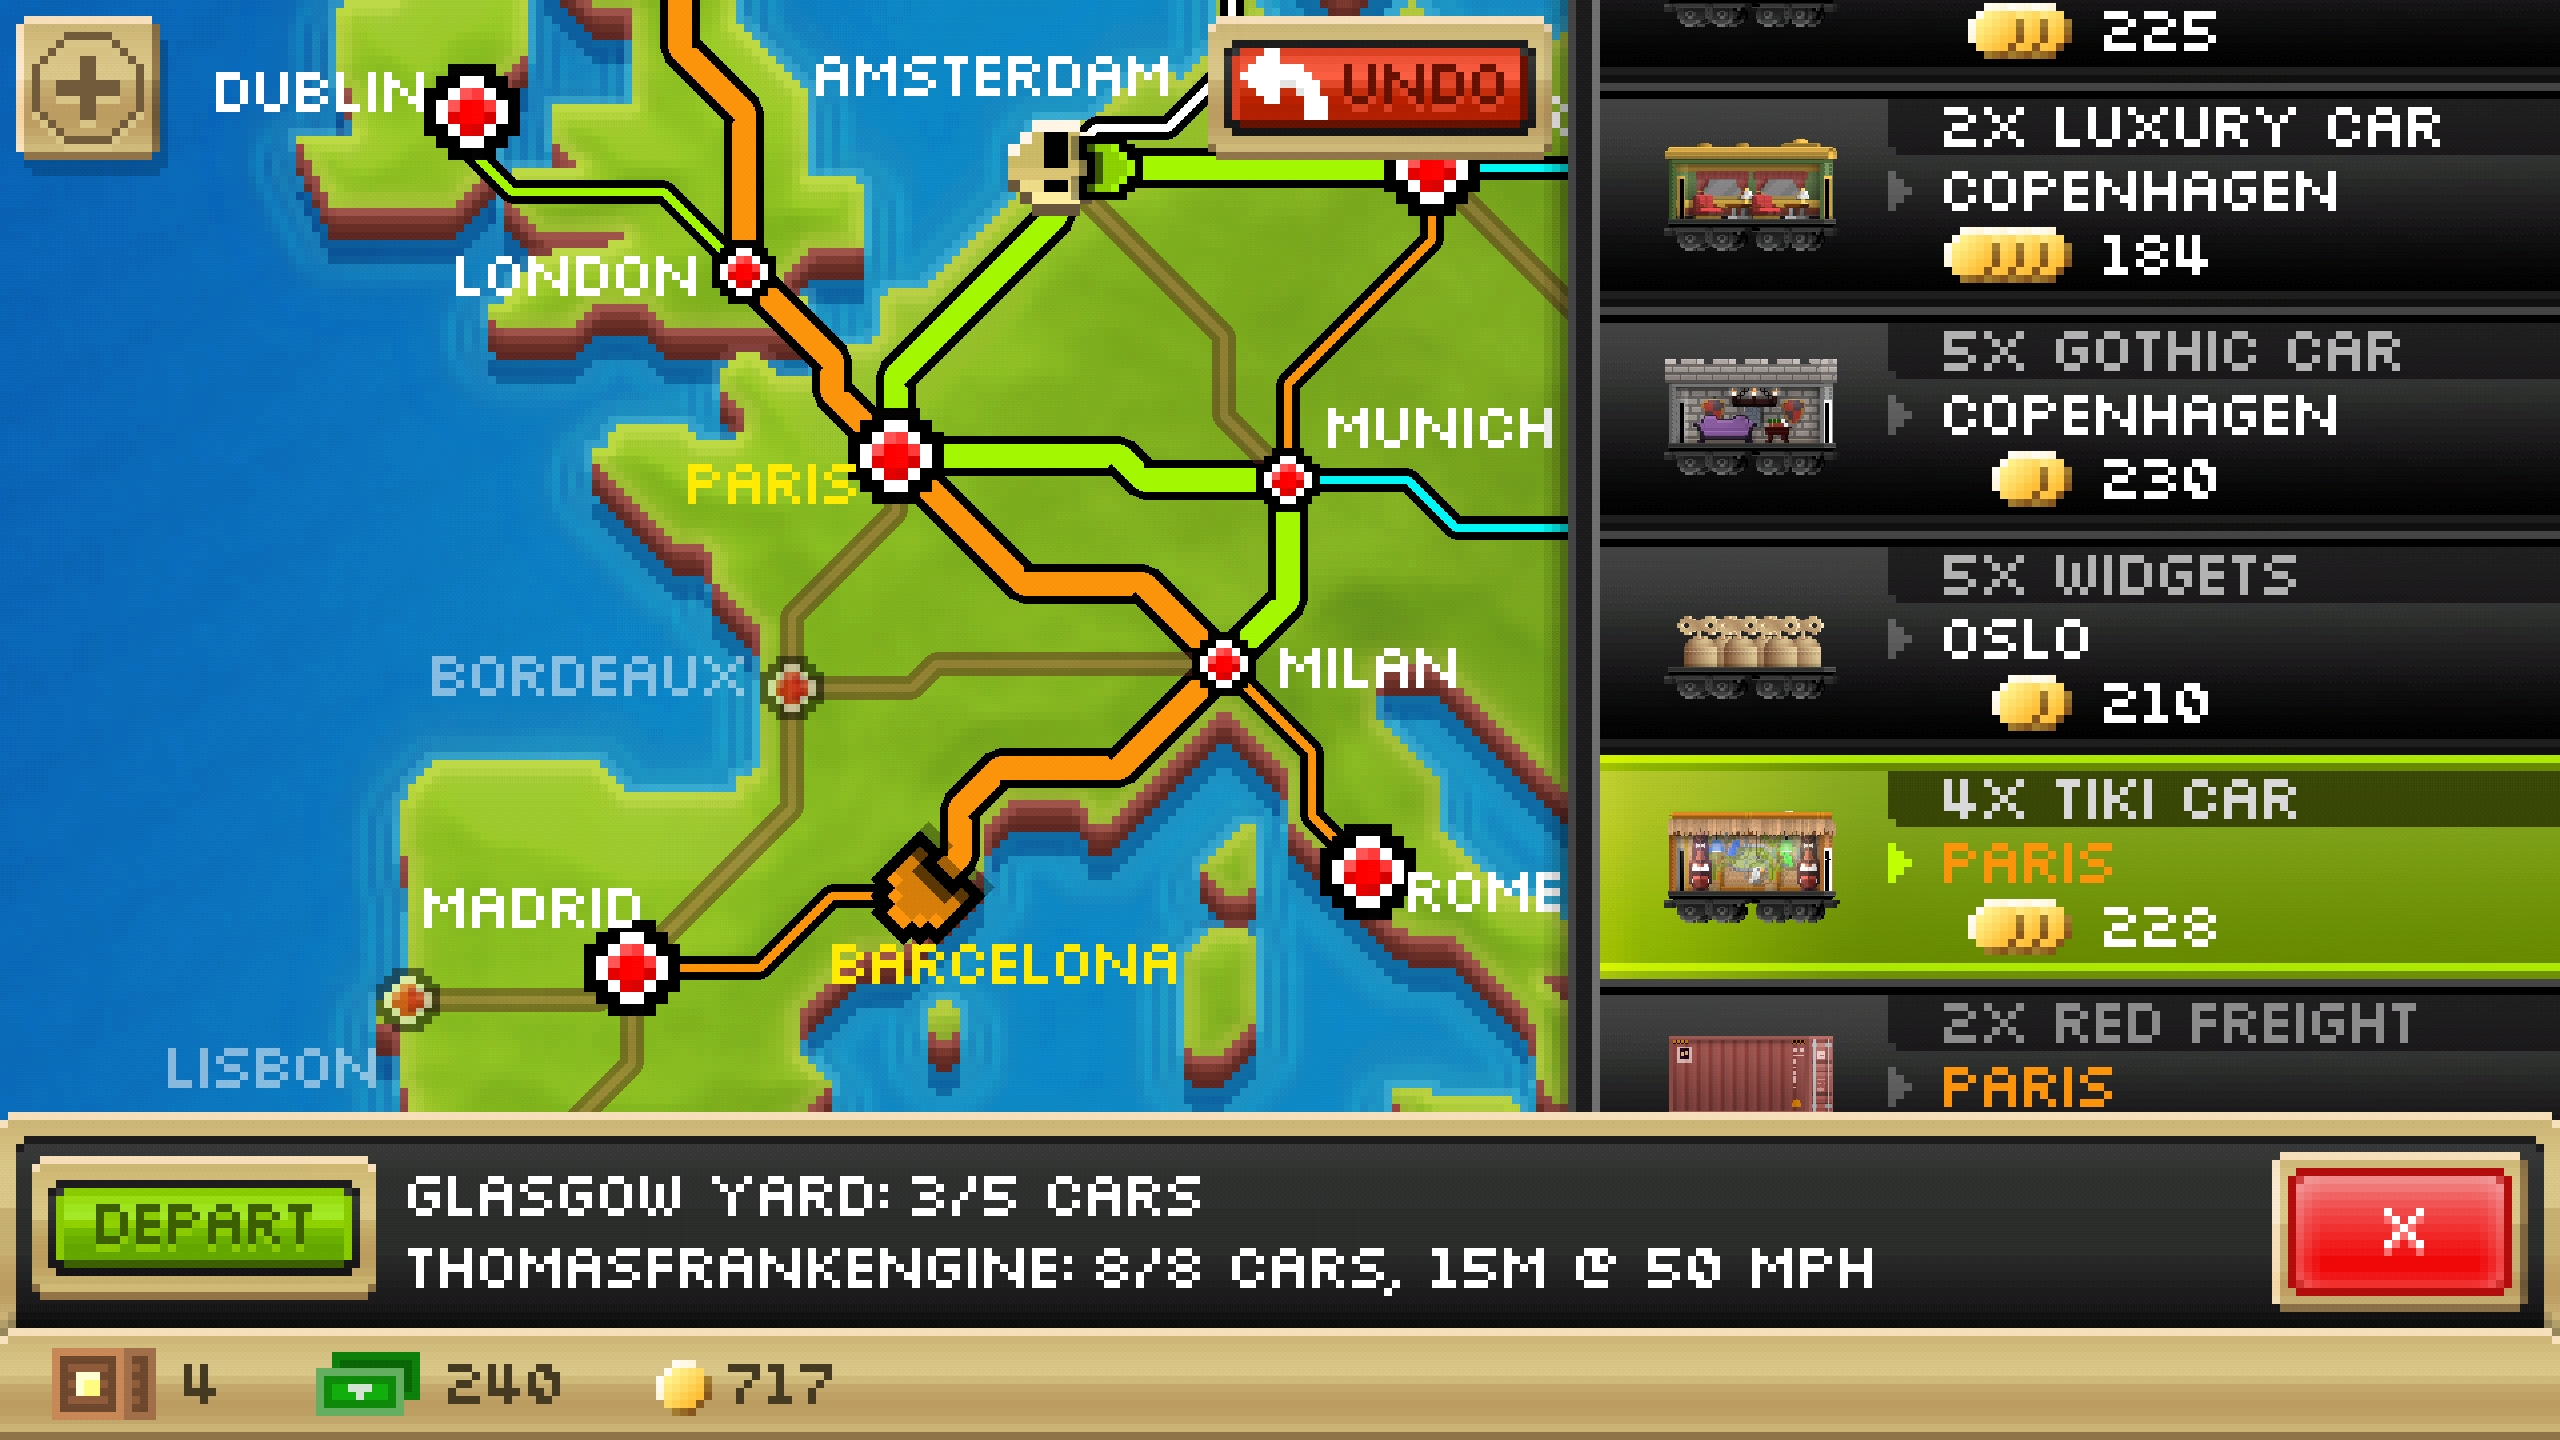 DUBLIN
AMSTERDAM
UNDO
LONDON
MUNICH
PARIS
BORDEAUX
MILAN
MADRID
ROME
BARCELONA
LISBON
225
2X LUXURY CAR
COPENHAGEN
184
5X GOTHIC CAR
COPENHAGEN
230
5X WIDGETS
OSLO
210
4X TIKI CAR
PARIS
228
2X RED FREIGHT
PARIS
DEPART
GLASGOW YARD: 3/5 CARS
THOMASFRANKENGINE: 8/8 CARS, 15M @ 50 MPH
X
4
240
717